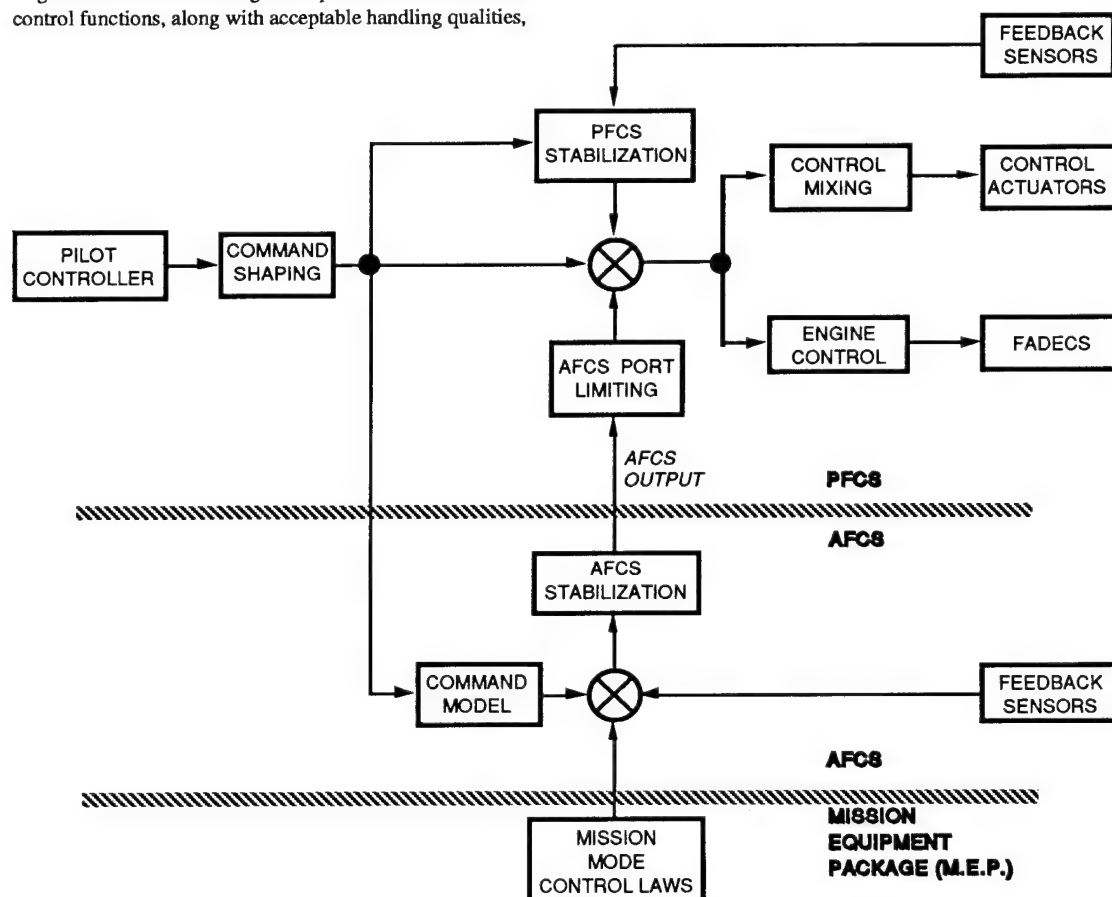 control functions, along with acceptable handling qualities,
FEEDBACK
SENSORS
PFCS
STABILIZATION
CONTROL
MIXING
CONTROL
ACTUATORS
PILOT
CONTROLLER
COMMAND
SHAPING
ENGINE
CONTROL
FADECS
AFCS PORT
LIMITING
AFCS
OUTPUT
PFCS
AFCS
AFCS
STABILIZATION
COMMAND
MODEL
FEEDBACK
SENSORS
AFCS
MISSION
EQUIPMENT
PACKAGE (M.E.P.)
MISSION
MODE
CONTROL LAWS